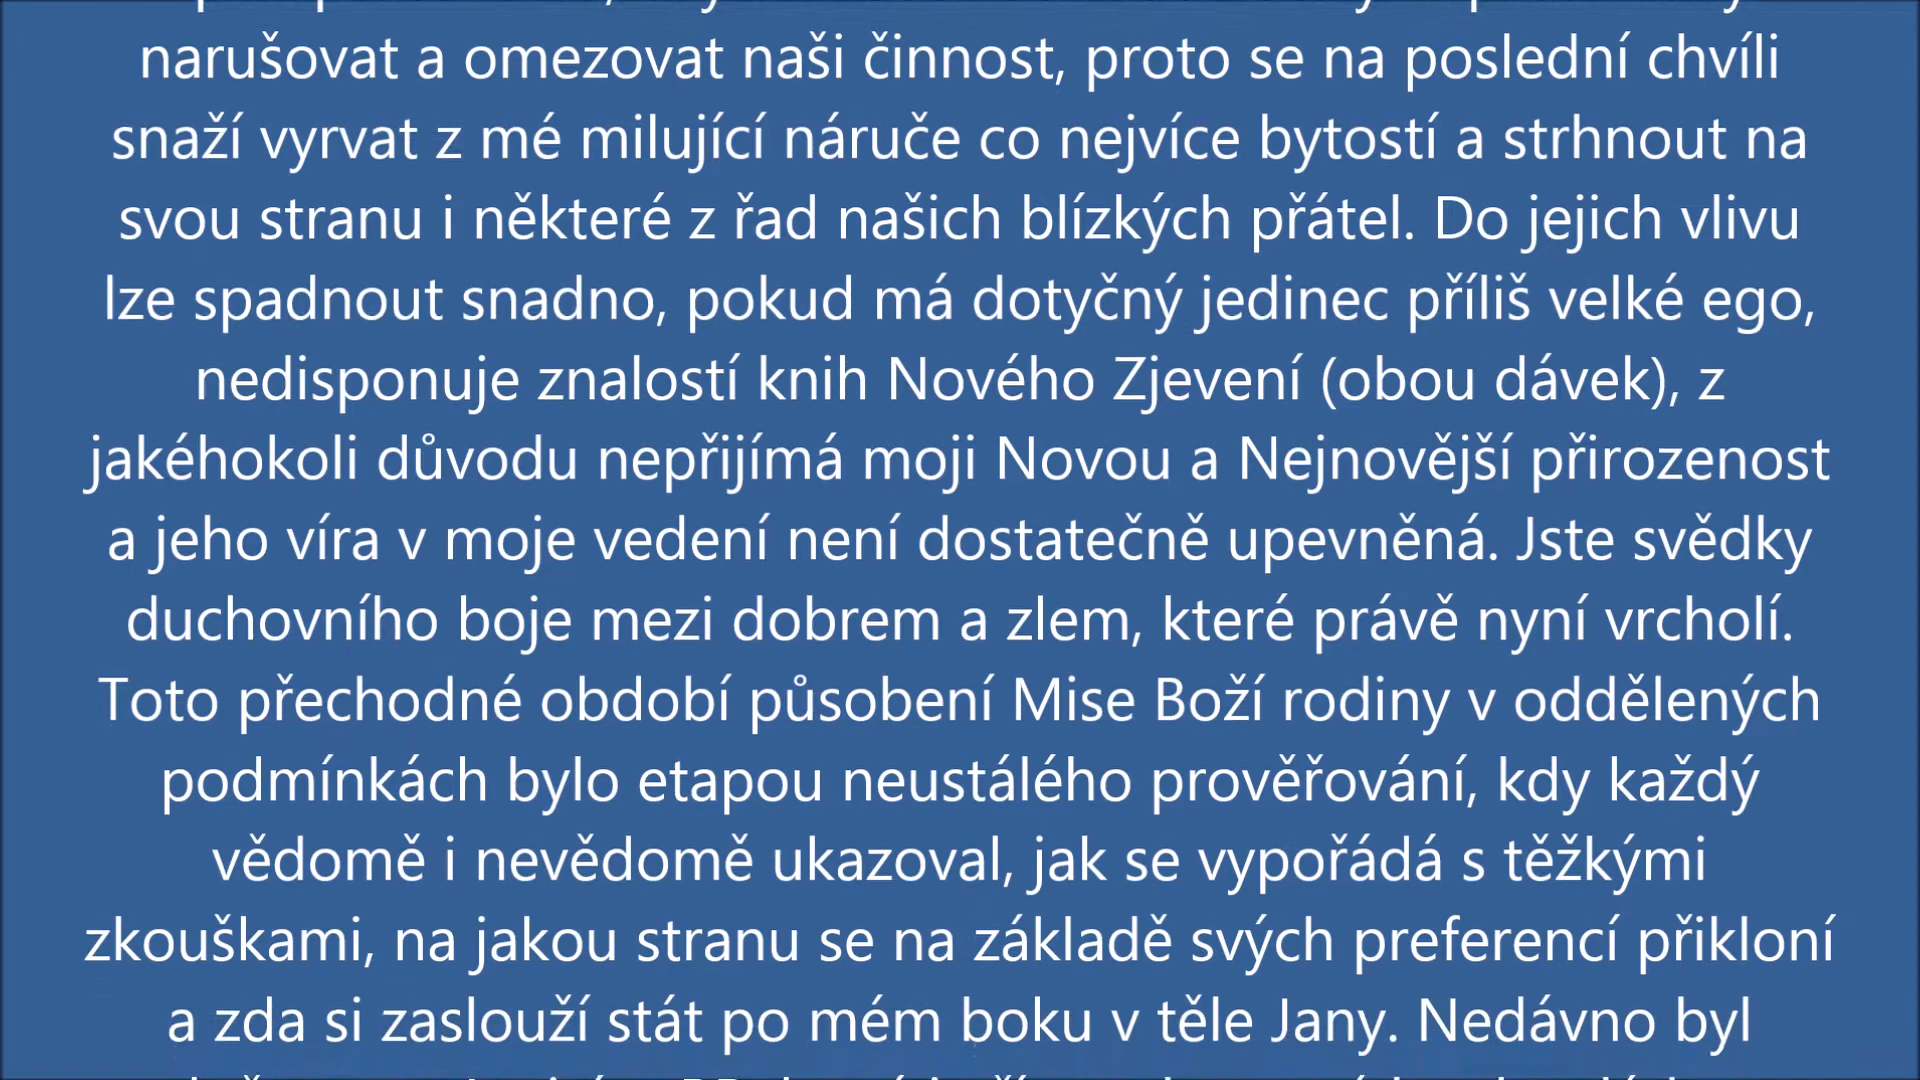 narušovat a omezovat naši činnost, proto se na poslední chvíli
snaží vyrvat z mé milující náruče co nejvíce bytostí a strhnout na
svou stranu i některé z řad našich blízkých přátel. Do jejich vlivu
lze spadnout snadno, pokud má dotyčný jedinec příliš velké ego,
nedisponuje znalostí knih Nového Zjevení (obou dávek), z
jakéhokoli důvodu nepřijímá moji Novou a Nejnovější přirozenost
a jeho víra v moje vedení není dostatečně upevněná. Jste svědky
duchovního boje mezi dobrem a zlem, které právě nyní vrcholí.
Toto přechodné období působení Mise Boží rodiny v oddělených
podmínkách bylo etapou neustálého prověřování, kdy každý
vědomě i nevědomě ukazoval, jak se vypořádá s těžkými
zkouškami, na jakou stranu se na základě svých preferencí přikloní
a zda si zaslouží stát po mém boku v těle Jany. Nedávno byl